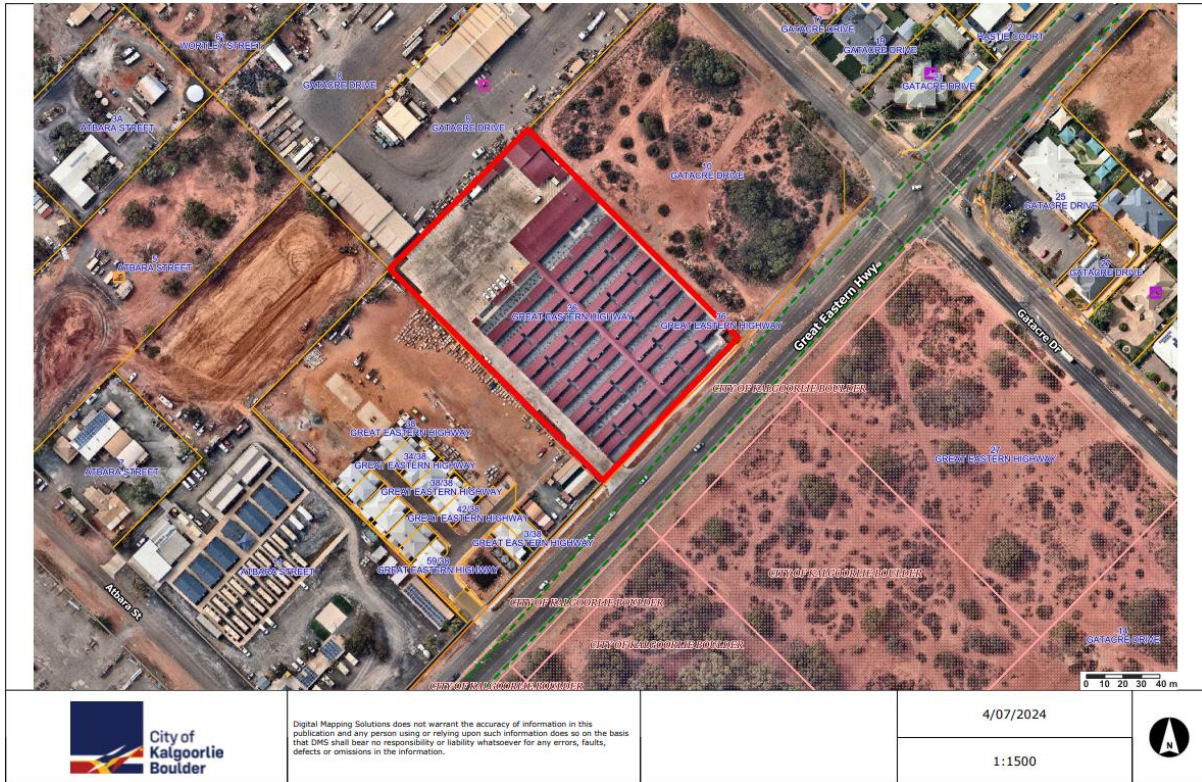 61
WORTLEY STREET
8
GATACRE DRIVE
8
GATACRE DRIVE
3A
ATBARA STREET
5
ATBARA STREET
17
GATACRE DRIVE
19
GATACRE DRIVE
GATACRE DRIVE
HASTIE COURT
10
GATACRE DRIVE
25
GATACRE DRIVE
27
GATACRE DRIVE
GREAT EASTERN HIGHWAY
GREAT EASTERN HIGHWAY
Great Eastern Hwy
Gatacre Dr
CITY OF KALGOORLIE BOULDER
27
GREAT EASTERN HIGHWAY
GREAT EASTERN HIGHWAY
34/38
GREAT EASTERN HIGHWAY
38/38
GREAT EASTERN HIGHWAY
42/38
GREAT EASTERN HIGHWAY
3/38
GREAT EASTERN HIGHWAY
59/38
GREAT EASTERN HIGHWAY
7
ATBARA STREET
ATBARA STREET
Atbara St
CITY OF KALGOORLIE BOULDER
CITY OF KALGOORLIE BOULDER
CITY OF KALGOORLIE BOULDER
CITY OF KALGOORLIE BOULDER
GATACRE DRIVE
0 10 20 30 40 m
City of
Kalgoorlie
Boulder
Digital Mapping Solutions does not warrant the accuracy of information in this
publication and any person using or relying upon such information does so on the basis
that DMS shall bear no responsibility or liability whatsoever for any errors, faults,
defects or omissions in the information.
4/07/2024
1:1500
N